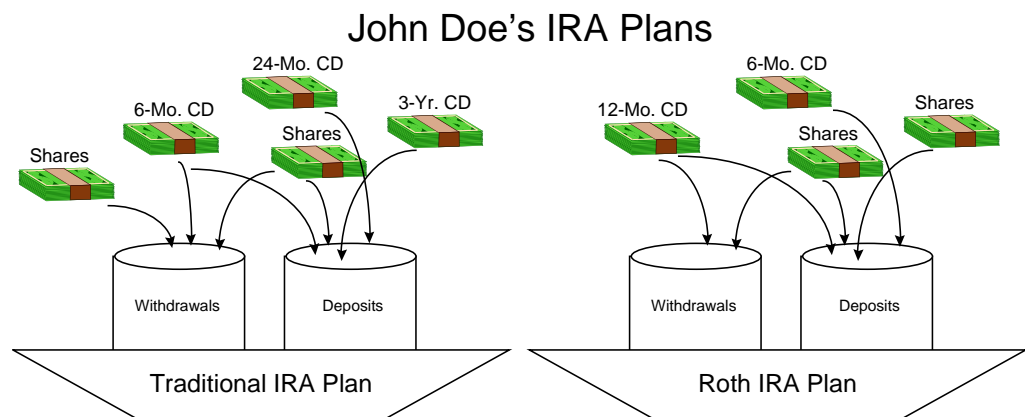 John Doe's IRA Plans
24-Mo. CD
6-Mo. CD
3-Yr. CD
Shares
Shares
Withdrawals
Deposits
Traditional IRA Plan
6-Mo. CD
12-Mo. CD
Shares
Shares
Withdrawals
Deposits
Roth IRA Plan